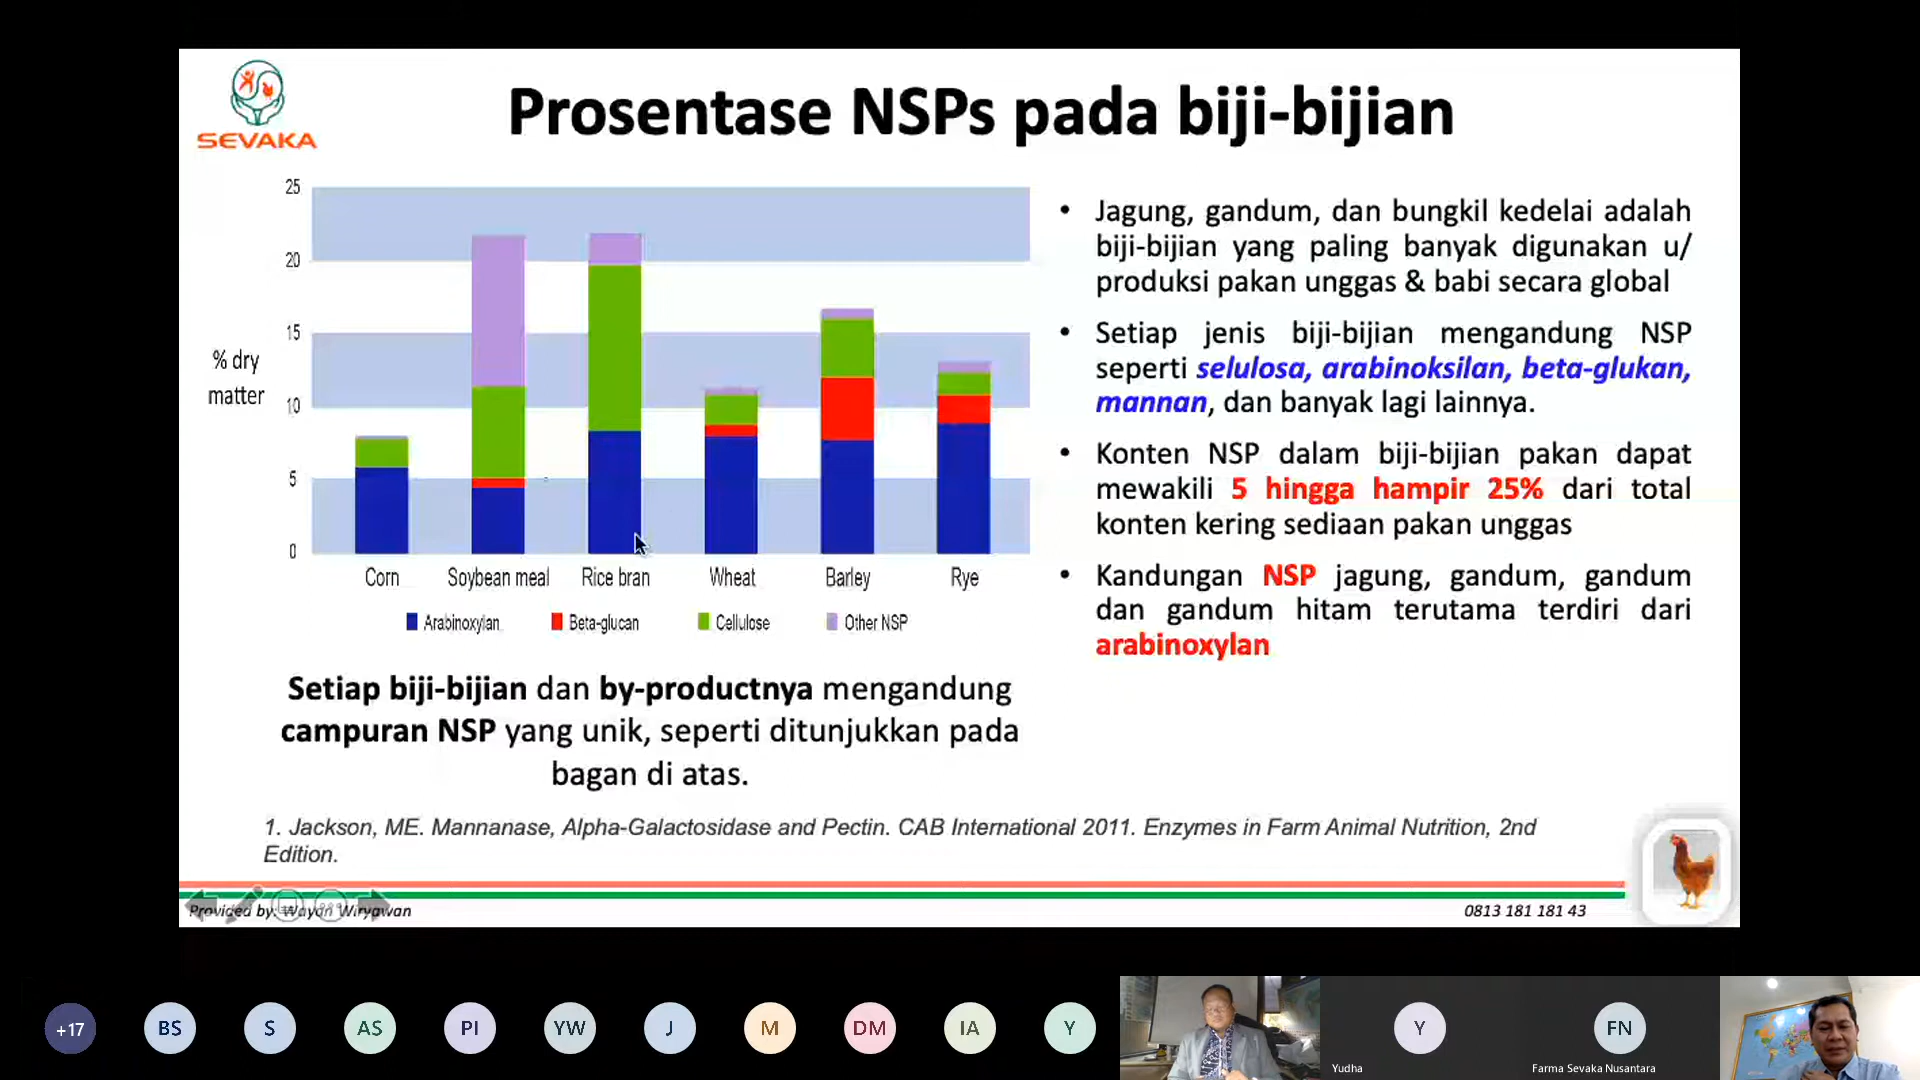 SEVAKA
Prosentase NSPs pada biji-bijian
25
20
15
10
5
0
% dry
matter
Corn
Soybean meal
Rice bran
Wheat
Barley
Rye
Arabinoxylan
Beta-glucan
Cellulose
Other NSP
Setiap biji-bijian dan by-productnya mengandung
campuran NSP yang unik, seperti ditunjukkan pada
bagan di atas.
• Jagung, gandum, dan bungkil kedelai adalah
biji-bijian yang paling banyak digunakan u/
produksi pakan unggas & babi secara global
• Setiap jenis biji-bijian mengandung NSP
seperti selulosa, arabinoksilan, beta-glukan,
mannan, dan banyak lagi lainnya.
• Konten NSP dalam biji-bijian pakan dapat
mewakili 5 hingga hampir 25% dari total
konten kering sediaan pakan unggas
• Kandungan NSP jagung, gandum, gandum
dan gandum hitam terutama terdiri dari
arabinoxylan
1. Jackson, ME. Mannanase, Alpha-Galactosidase and Pectin. CAB International 2011. Enzymes in Farm Animal Nutrition, 2nd
Edition.
Provided by: Wayan Wiryawan
0813 181 181 43
+17
BS
S
AS
PI
YW
J
M
DM
IA
Y
Y
Yudha
FN
Farma Sevaka Nusantara